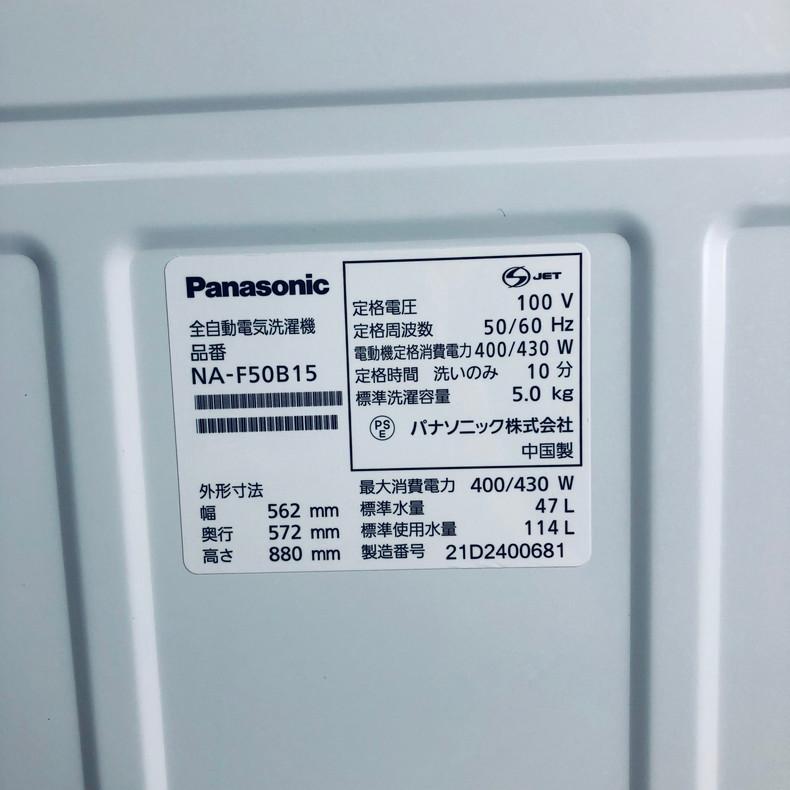 Panasonic
全自動電気洗濯機
品番
NA-F50B15
JET
定格電圧 100 V
定格周波数 50/60 Hz
電動機定格消費電力 400/430 W
定格時間 洗いのみ 10 分
標準洗濯容量 5.0 kg
PS E パナソニック株式会社
中国製
外形寸法
幅 562 mm
奥行 572 mm
高さ 880 mm
最大消費電力 400/430 W
標準水量 47 L
標準使用水量 114 L
製造番号 21D2400681